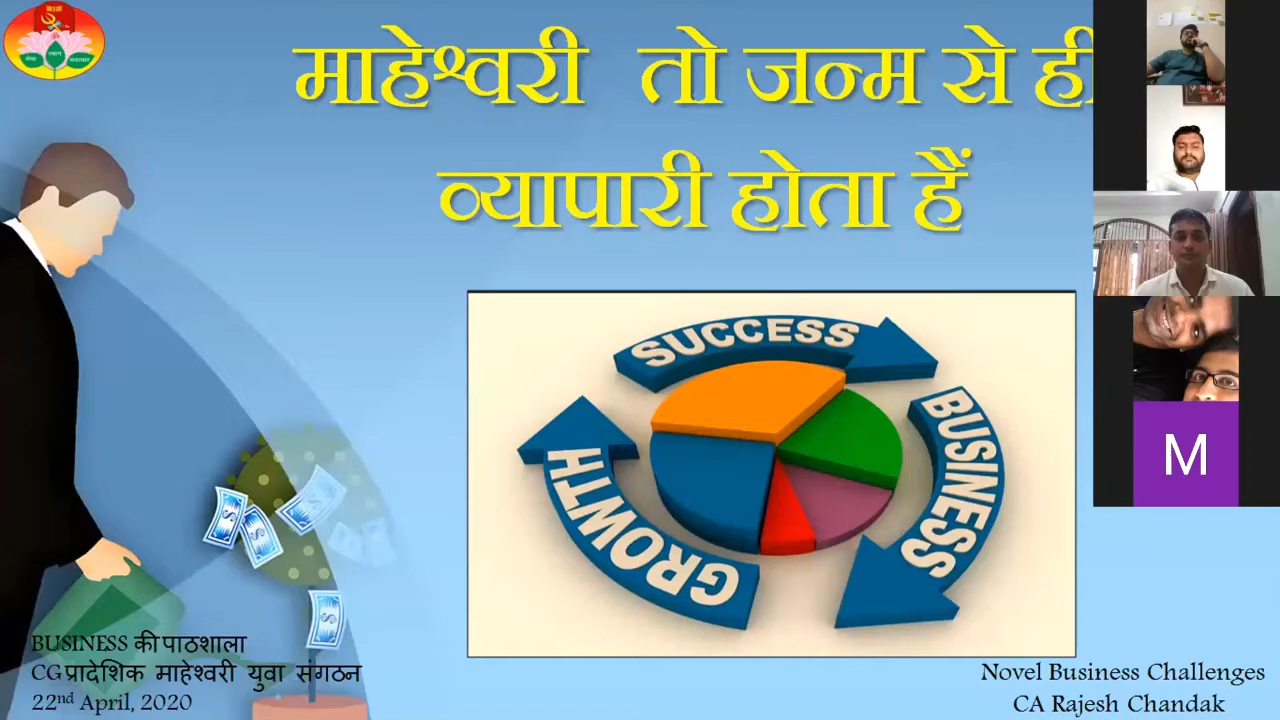 माहेश्वरी तो जन्म से ही
व्यापारी होता हैं
SUCCESS
BUSINESS
GROWTH
M
BUSINESS की पाठशाला
CG प्रादेशिक माहेश्वरी युवा संगठन
22nd April, 2020
Novel Business Challenges
CA Rajesh Chandak